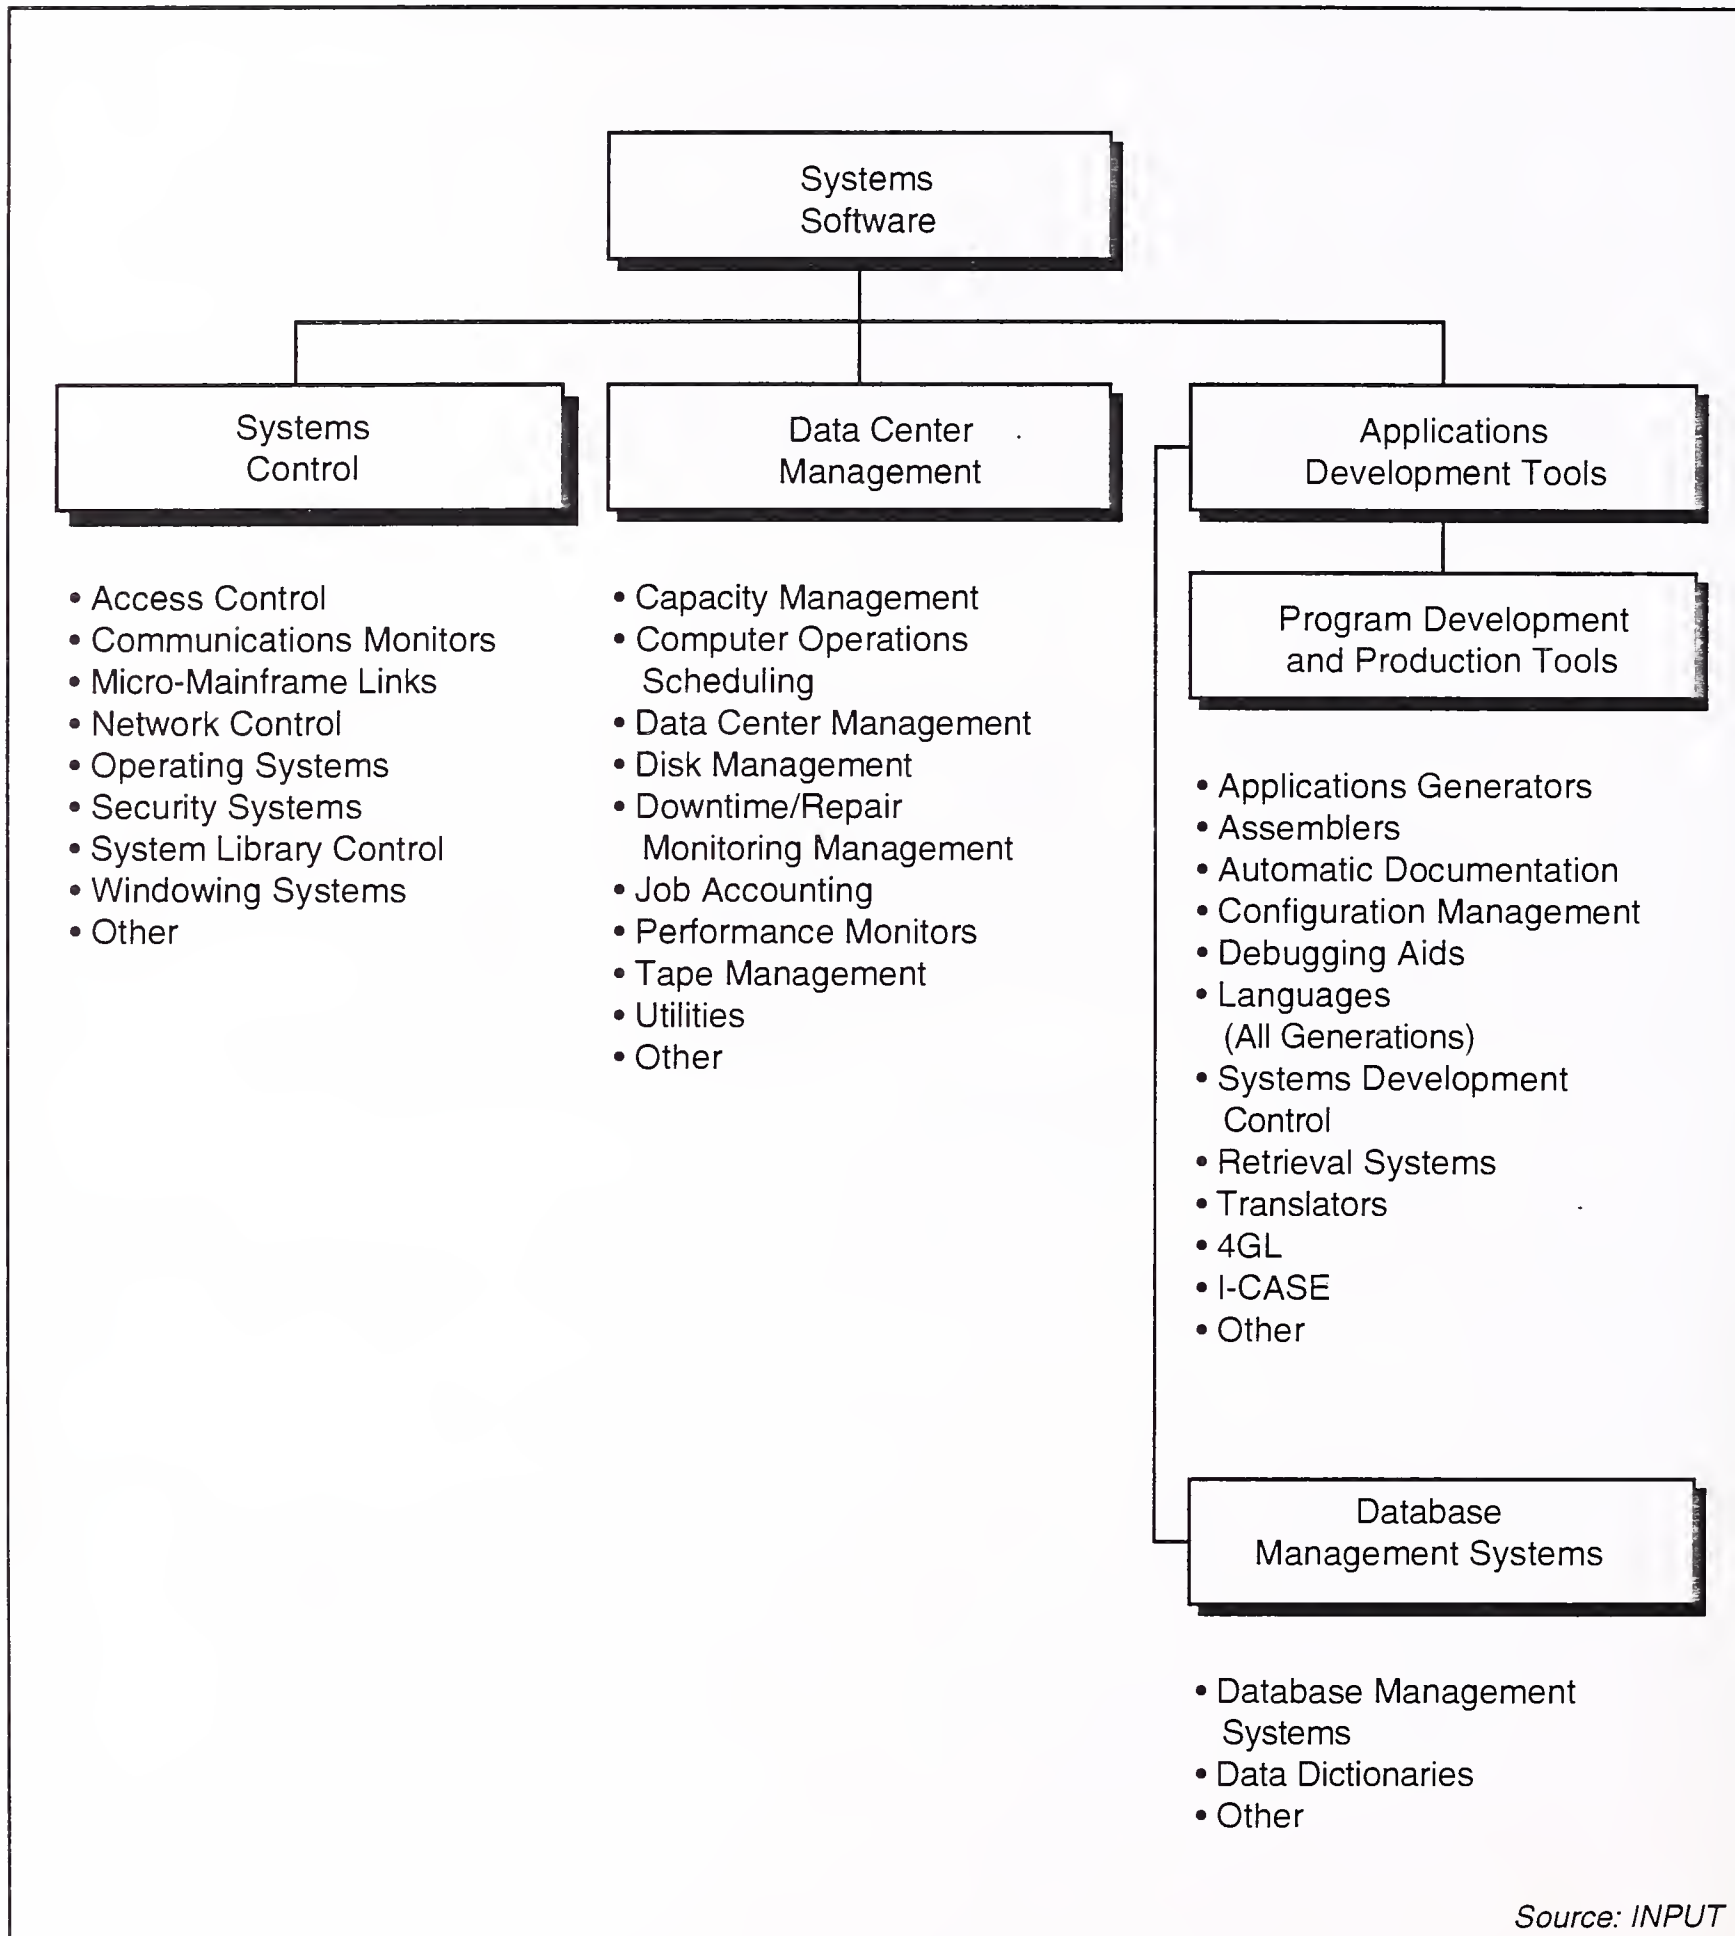 Systems
Software
Systems
Control
• Access Control
• Communications Monitors
• Micro-Mainframe Links
• Network Control
• Operating Systems
• Security Systems
• System Library Control
• Windowing Systems
• Other
Data Center
Management
• Capacity Management
• Computer Operations
Scheduling
• Data Center Management
• Disk Management
• Downtime/Repair
Monitoring Management
• Job Accounting
• Performance Monitors
• Tape Management
• Utilities
• Other
Applications
Development Tools
Program Development
and Production Tools
• Applications Generators
• Assemblers
• Automatic Documentation
• Configuration Management
• Debugging Aids
• Languages
(All Generations)
• Systems Development
Control
• Retrieval Systems
• Translators
• 4GL
• I-CASE
• Other
Database
Management Systems
• Database Management
Systems
• Data Dictionaries
• Other
Source: INPUT